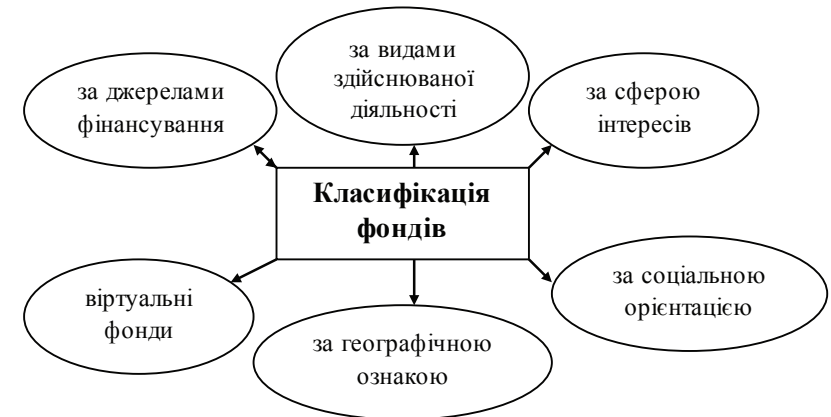 за джерелами
фінансування
за видами
здійснюваної
діяльності
за сферою
інтересів
Класифікація
фондів
віртуальні
фонди
за географічною
ознакою
за соціальною
орієнтацією